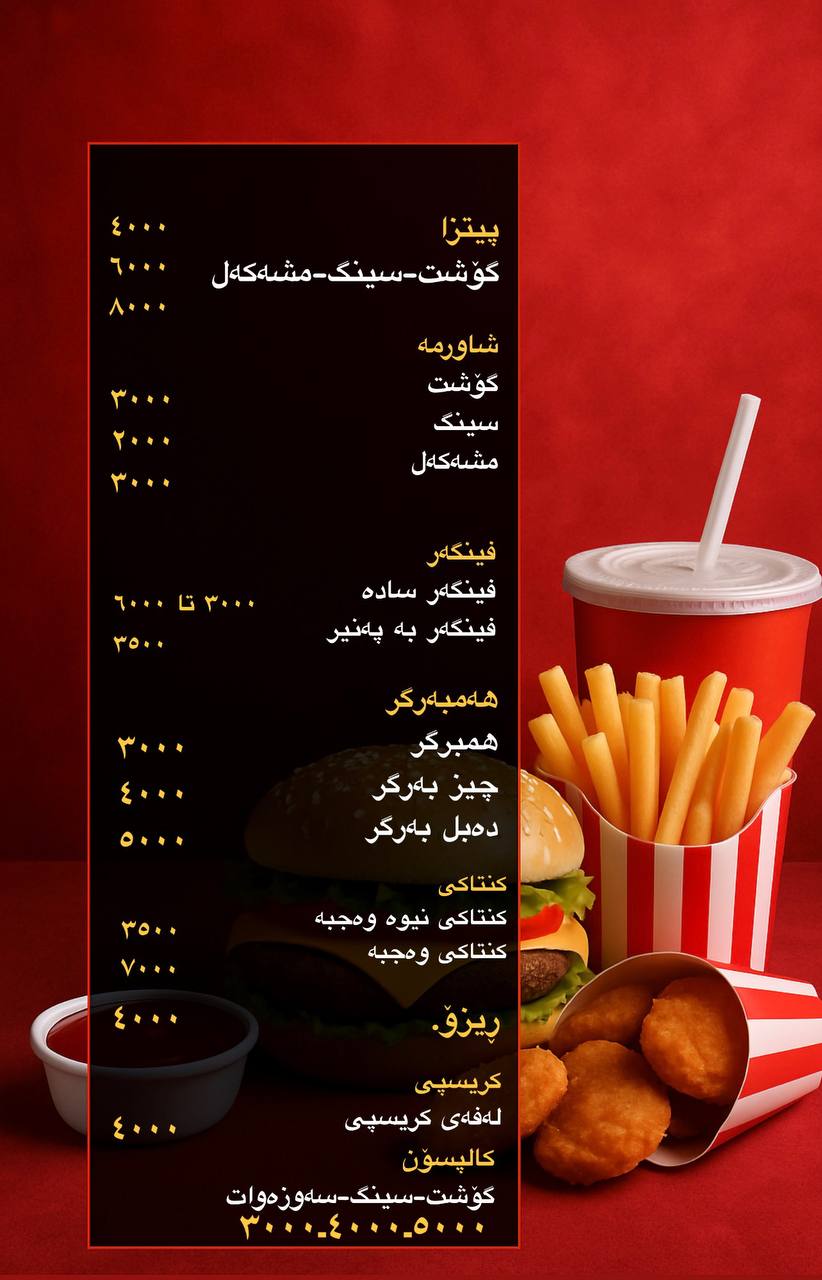 پیتزا ٤٠٠٠
گۆشت-سینگ-مشەکەل ٦٠٠٠
٨٠٠٠
شاورمە
گۆشت ٣٠٠٠
سینگ ٢٠٠٠
مشەکەل ٣٠٠٠
فینگەر
فینگەر سادە ٣٠٠٠ تا ٦٠٠٠
فینگەر بە پەنیر ٣٥٠٠
هەمبەرگر
همبرگر ٣٠٠٠
چیز بەرگر ٤٠٠٠
دەبل بەرگر ٥٠٠٠
کنتاکی
کنتاکی نیوە وەجبە ٣٥٠٠
کنتاکی وەجبە ٧٠٠٠
ڕیزۆ. ٤٠٠٠
کریسپی
لەفەی کریسپی ٤٠٠٠
کالپسۆن
گۆشت-سینگ-سەوزەوات
٥٠٠٠-٤٠٠٠-٣٠٠٠